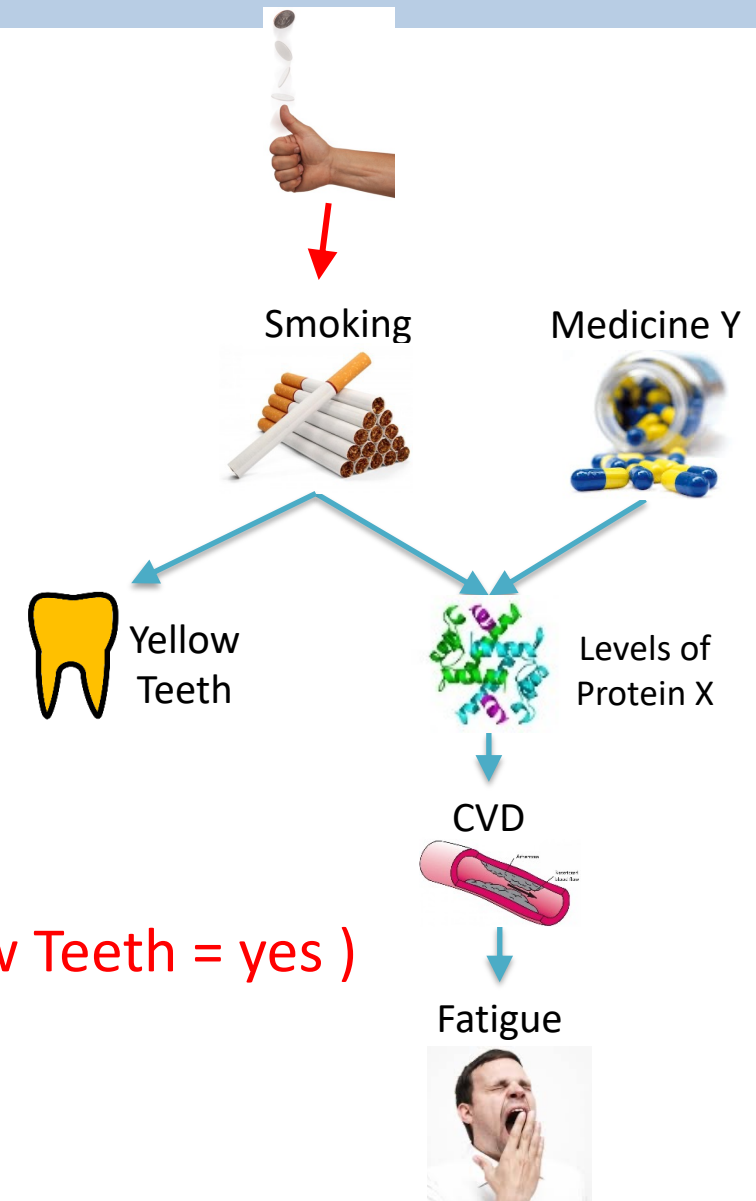 Smoking
Medicine Y
Yellow
Teeth
Levels of
Protein X
CVD
w Teeth = yes )
Fatigue